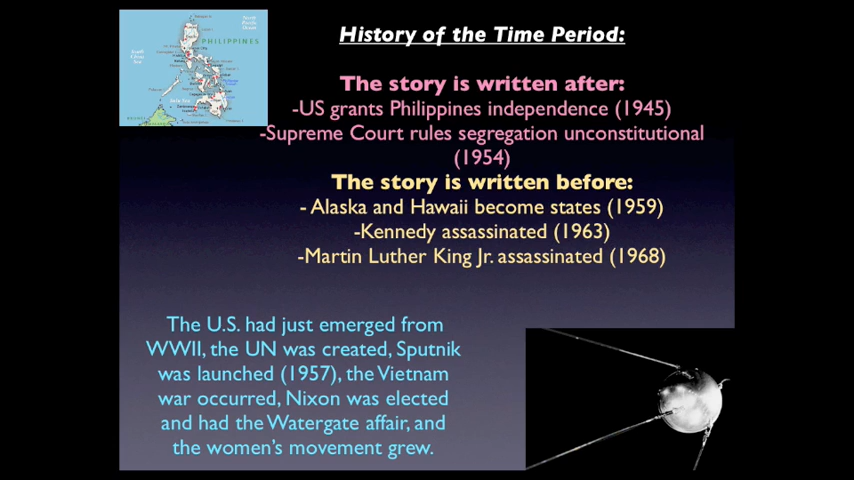 PHILIPPINES
History of the Time Period:
The story is written after:
-US grants Philippines independence (1945)
-Supreme Court rules segregation unconstitutional
(1954)
The story is written before:
- Alaska and Hawaii become states (1959)
-Kennedy assassinated (1963)
-Martin Luther King Jr. assassinated (1968)
The U.S. had just emerged from
WWII, the UN was created, Sputnik
was launched (1957), the Vietnam
war occurred, Nixon was elected
and had the Watergate affair, and
the women's movement grew.